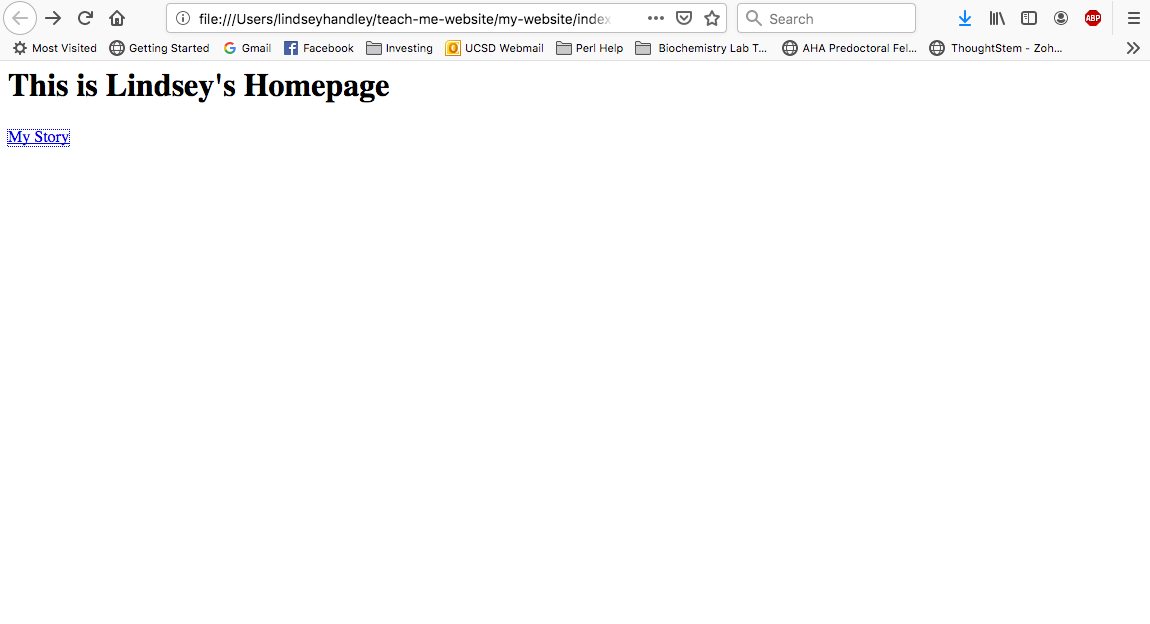 file:///Users/lindseyhandley/teach-me-website/my-website/index
Search
ABP
Most Visited Getting Started Gmail Facebook Investing UCSD Webmail Perl Help Biochemistry Lab T... AHA Predoctoral Fel... ThoughtStem - Zoh...
This is Lindsey's Homepage
My Story